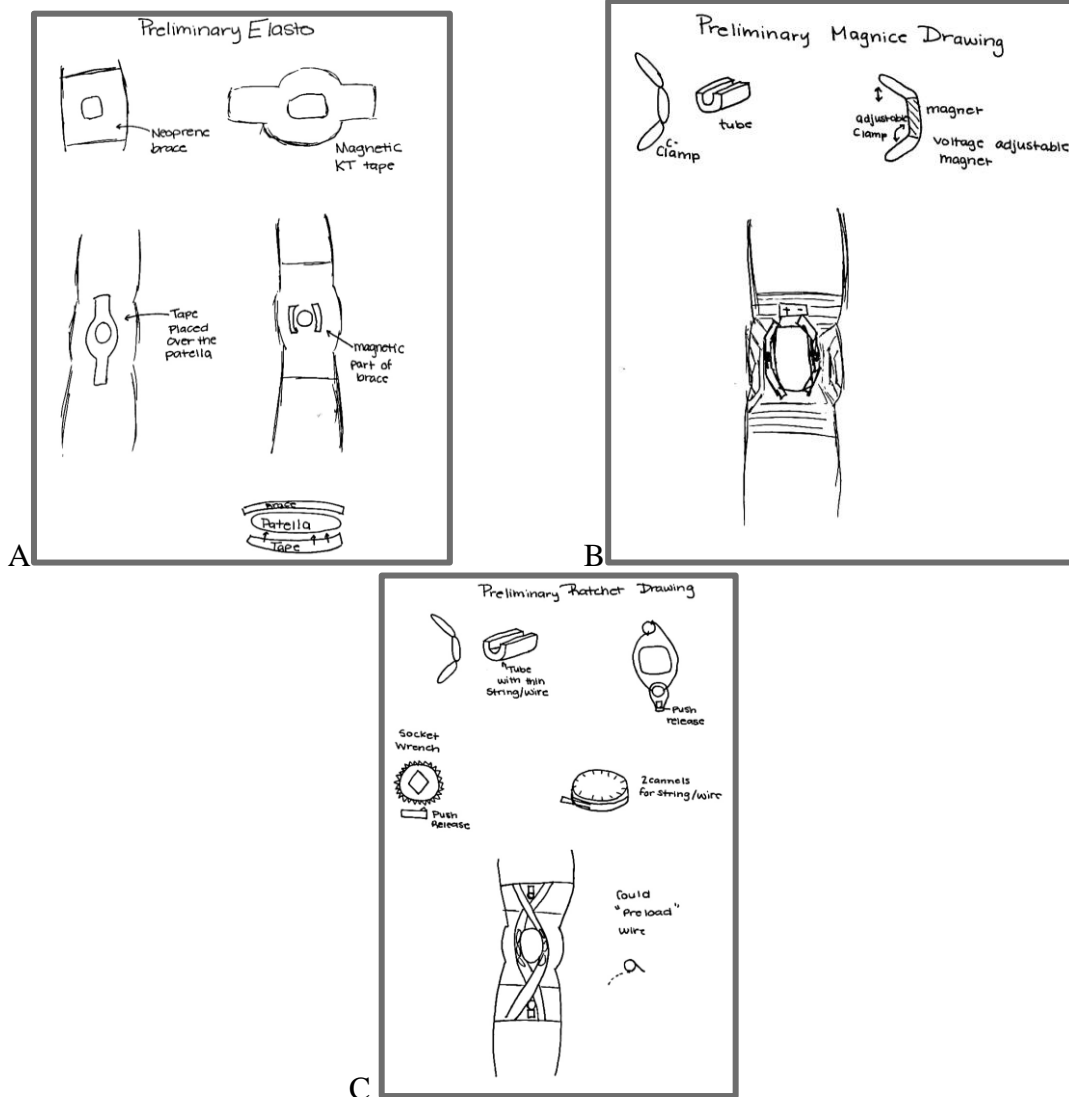 Preliminary Elasto
Neoprene
brace
Magnetic
KT tape
Tape
Placed
over the
patella
magnetic
part of
brace
Brace
Patella
Tape
A
Preliminary Magnice Drawing
C-
Clamp
tube
adjustable
clamp
magner
voltage adjustable
magner
+ -
B
Preliminary Ratchet Drawing
Tube
with thin
string/wire
Push
release
Socket
Wrench
Push
Release
2 cannels
for string/wire
Could
"Preload"
wire
C